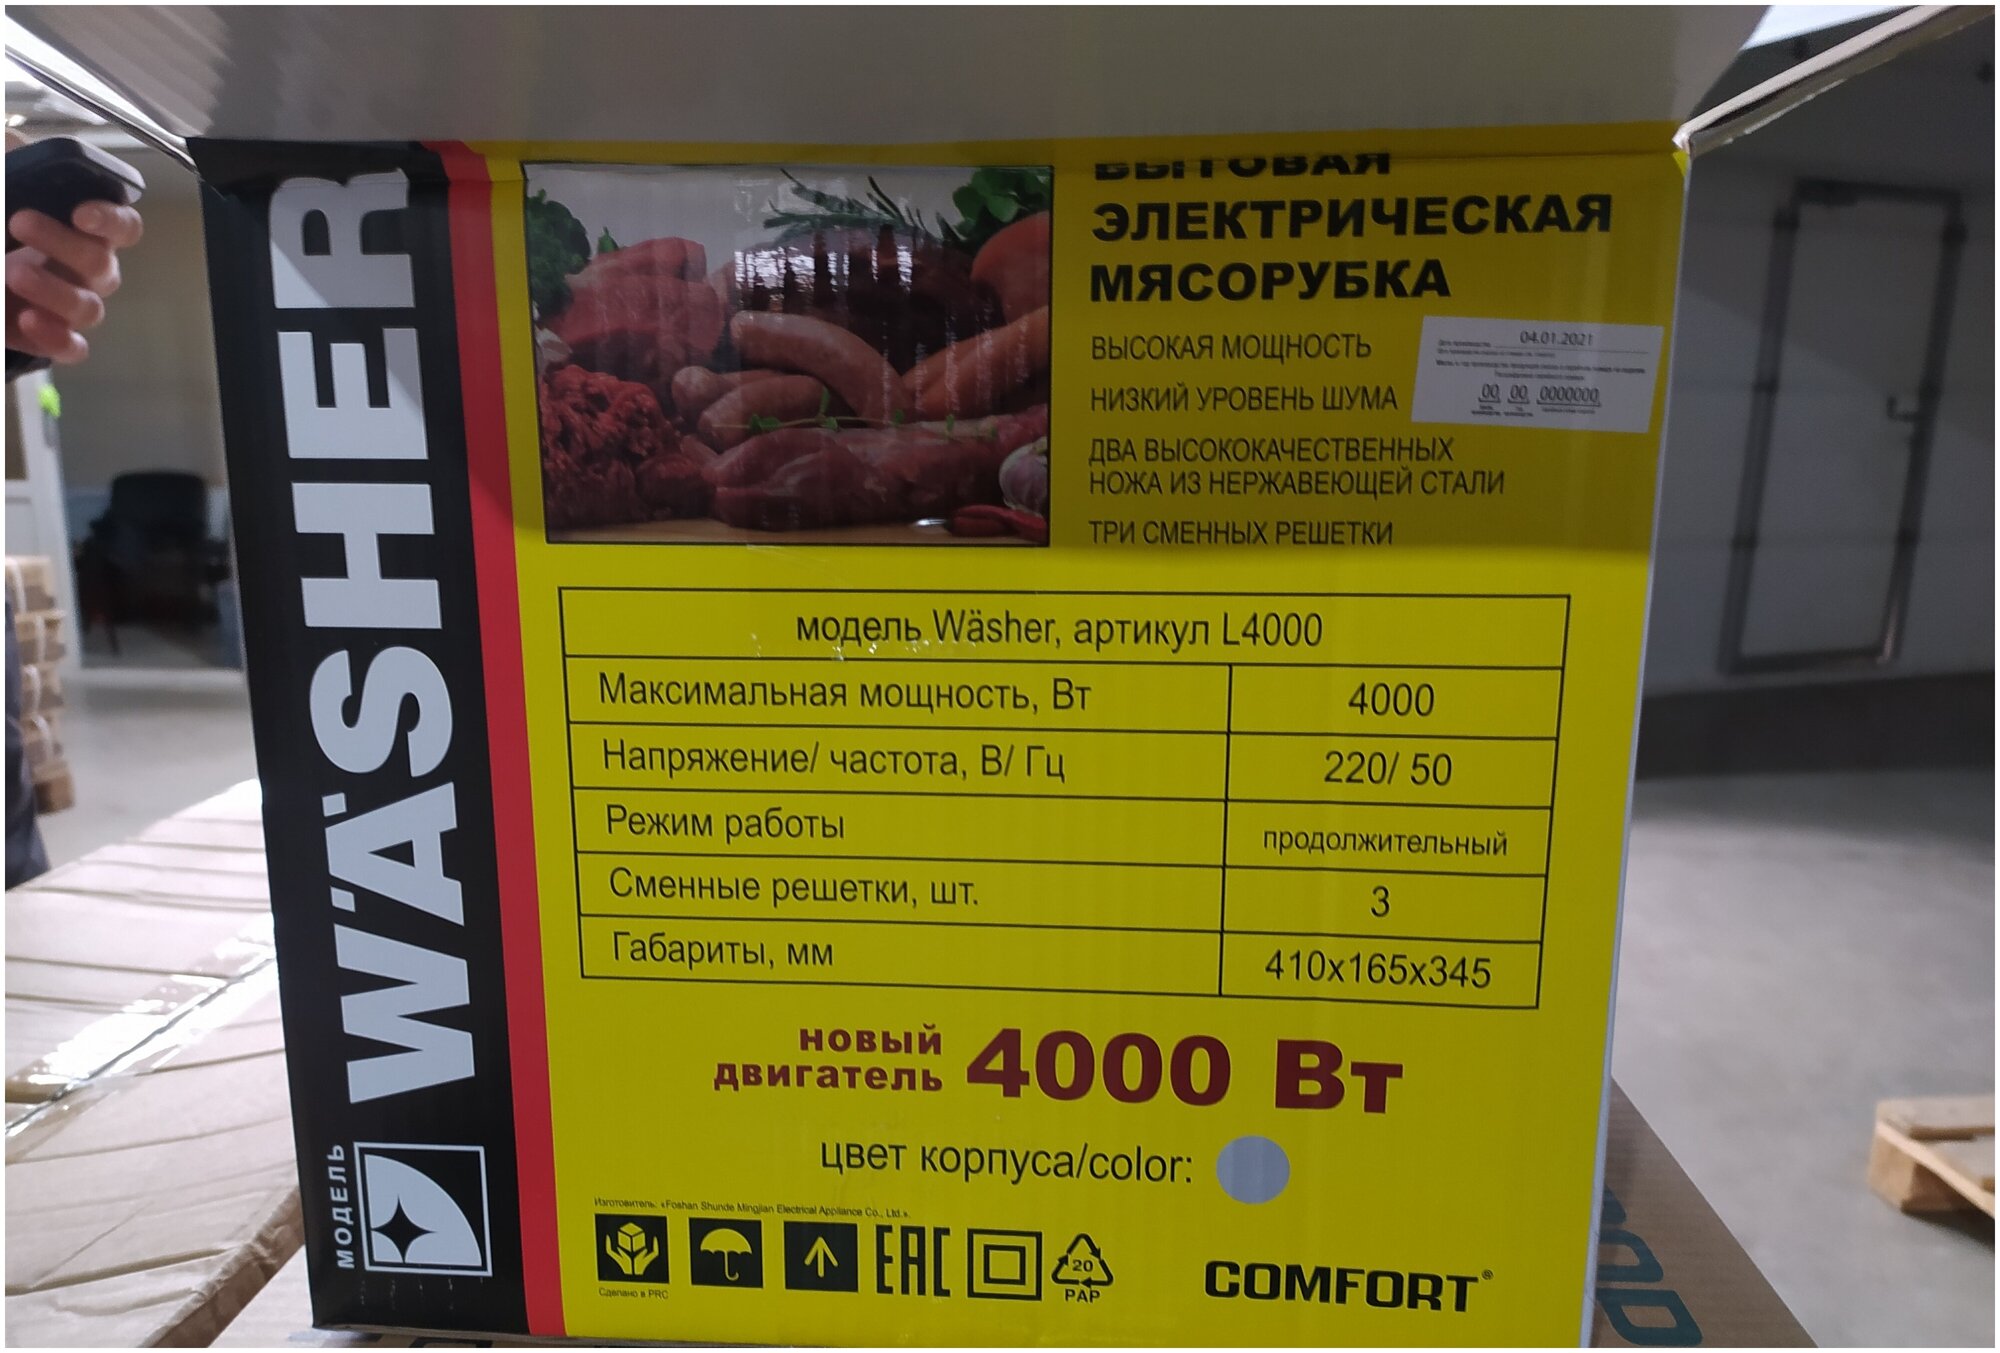 WÄSHER
МОДЕЛЬ
БЫТОВАЯ
ЭЛЕКТРИЧЕСКАЯ
МЯСОРУБКА
ВЫСОКАЯ МОЩНОСТЬ
НИЗКИЙ УРОВЕНЬ ШУМА
ДВА ВЫСОКОКАЧЕСТВЕННЫХ
НОЖА ИЗ НЕРЖАВЕЮЩЕЙ СТАЛИ
ТРИ СМЕННЫХ РЕШЕТКИ
04.01.2021
00 00 0000000
модель Wäsher, артикул L4000
Максимальная мощность, Вт 4000
Напряжение/ частота, В/ Гц 220/ 50
Режим работы продолжительный
Сменные решетки, шт. 3
Габариты, мм 410x165x345
новый
двигатель 4000 Вт
цвет корпуса/color:
Изготовитель: «Foshan Shunde Mingjian Electrical Appliance Co., Ltd.».
EAC
20
PAP
Сделано в PRC
COMFORT®